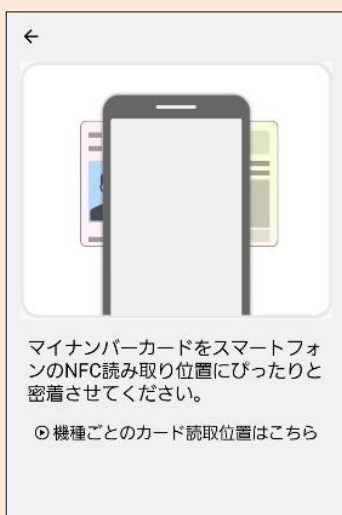 マイナンバーカードをスマートフォ
ンのNFC読み取り位置にぴったりと
密着させてください。
機種ごとのカード読取位置はこちら